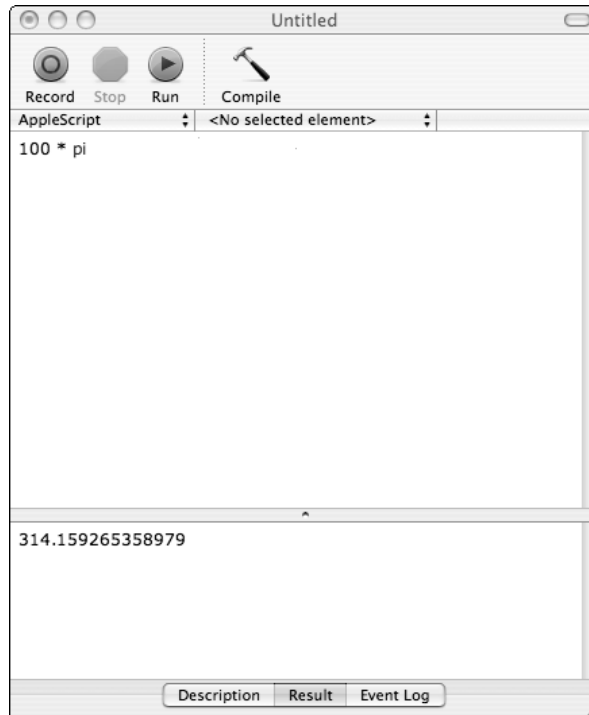 Untitled
Record Stop Run Compile
AppleScript <No selected element>
100 * pi
314.159265358979
Description Result Event Log